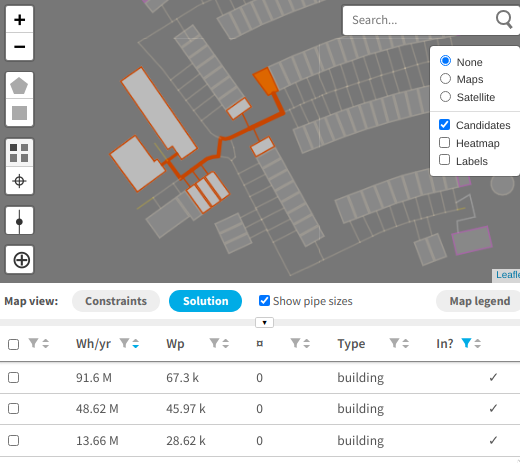 +
Search...
−
None
Maps
Satellite
Candidates
Heatmap
Labels
Leafle
Map view: Constraints Solution Show pipe sizes Map legend
Wh/yr Wp ¤ Type In?
91.6 M 67.3 k 0 building ✓
48.62 M 45.97 k 0 building ✓
13.66 M 28.62 k 0 building ✓